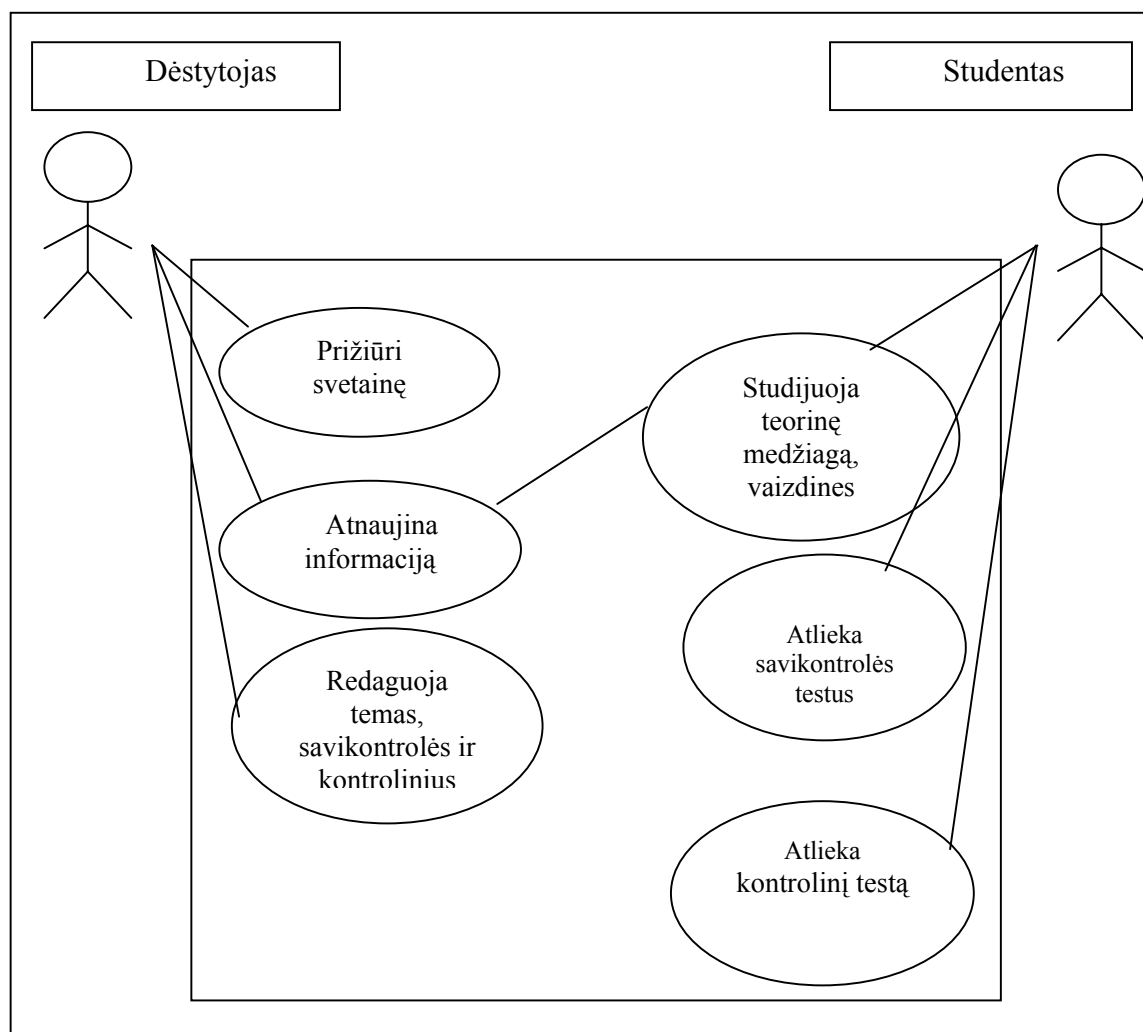 Dėstytojas
Studentas
Prižiūri
svetainę
Atnaujina
informaciją
Redaguoja
temas,
savikontrolės ir
kontrolinius
Studijuoja
teorinę
medžiagą,
vaizdines
Atlieka
savikontrolės
testus
Atlieka
kontrolinį testą